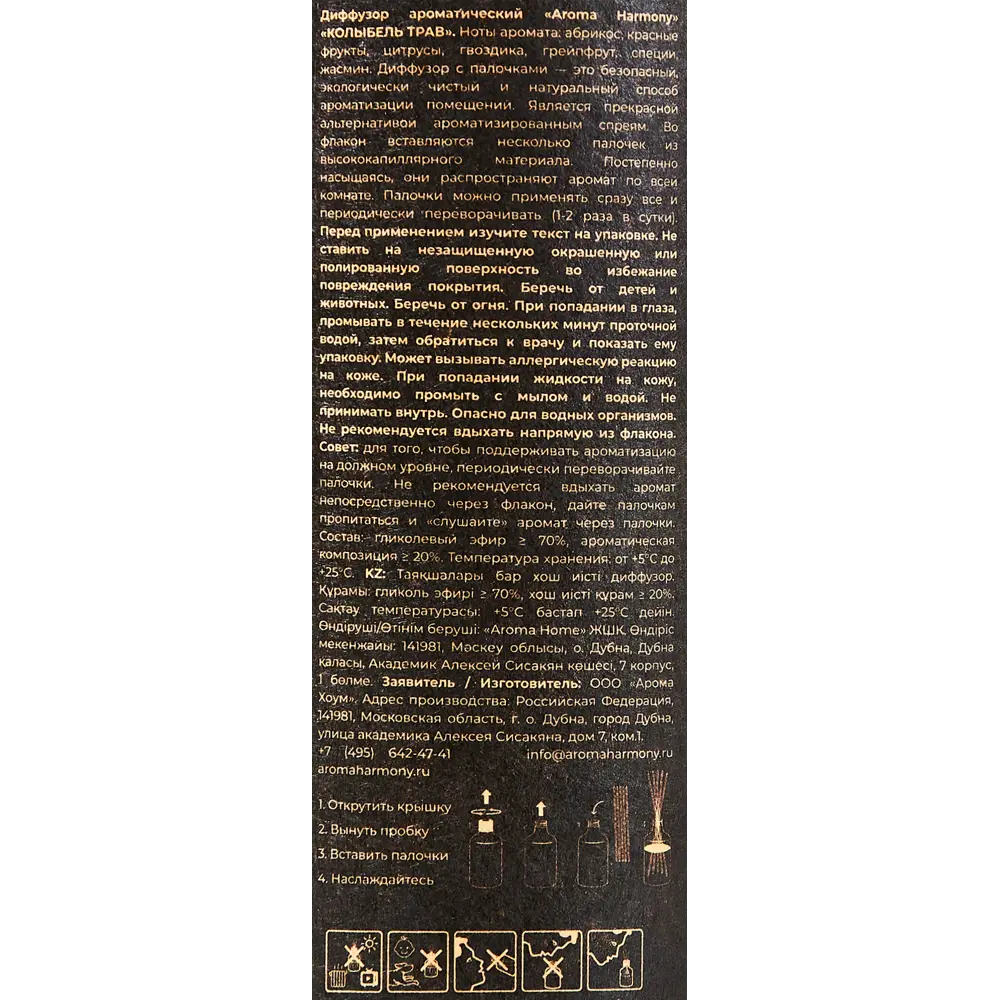 Диффузор ароматический «Aroma Harmony»
«КОЛЫБЕЛЬ ТРАВ». Ноты аромата: абрикос, красные
фрукты, цитрусы, гвоздика, грейпфрут, специи,
жасмин. Диффузор с палочками — это безопасный,
экологически чистый и натуральный способ
ароматизации помещений. Является прекрасной
альтернативой ароматизированным спреям. Во
флакон вставляются несколько палочек из
высококапиллярного материала. Постепенно
насыщаясь, они распространяют аромат по всей
комнате. Палочки можно применять сразу все и
периодически переворачивать (1-2 раза в сутки).
Перед применением изучите текст на упаковке. Не
ставить на незащищенную окрашенную или
полированную поверхность во избежание
повреждения покрытия. Беречь от детей и
животных. Беречь от огня. При попадании в глаза,
промывать в течение нескольких минут проточной
водой, затем обратиться к врачу и показать ему
упаковку. Может вызывать аллергическую реакцию
на коже. При попадании жидкости на кожу,
необходимо промыть с мылом и водой. Не
принимать внутрь. Опасно для водных организмов.
Не рекомендуется вдыхать напрямую из флакона.
Совет: для того, чтобы поддерживать ароматизацию
на должном уровне, периодически переворачивайте
палочки. Не рекомендуется вдыхать аромат
непосредственно через флакон, дайте палочкам
пропитаться и «слушайте» аромат через палочки.
Состав: гликолевый эфир ≥ 70%, ароматическая
композиция ≥ 20%. Температура хранения: от +5°C до
+25°C. KZ: Таяқшалары бар хош иісті диффузор.
Құрамы: гликоль эфирі ≥ 70%, хош иісті құрам ≥ 20%.
Сақтау температурасы: +5°C бастап +25°C дейін.
Өндіруші/Өтінім беруші: «Aroma Home» ЖШК. Өндіріс
мекенжайы: 141981, Мәскеу облысы, о. Дубна, Дубна
қаласы, Академик Алексей Сисакян көшесі, 7 корпус,
1 бөлме. Заявитель / Изготовитель: ООО «Арома
Хоум». Адрес производства: Российская Федерация,
141981, Московская область, г. о. Дубна, город Дубна,
улица академика Алексея Сисакяна, дом 7, ком.1.
+7 (495) 642-47-41 info@aromaharmony.ru
aromaharmony.ru
1. Открутить крышку
2. Вынуть пробку
3. Вставить палочки
4. Наслаждайтесь